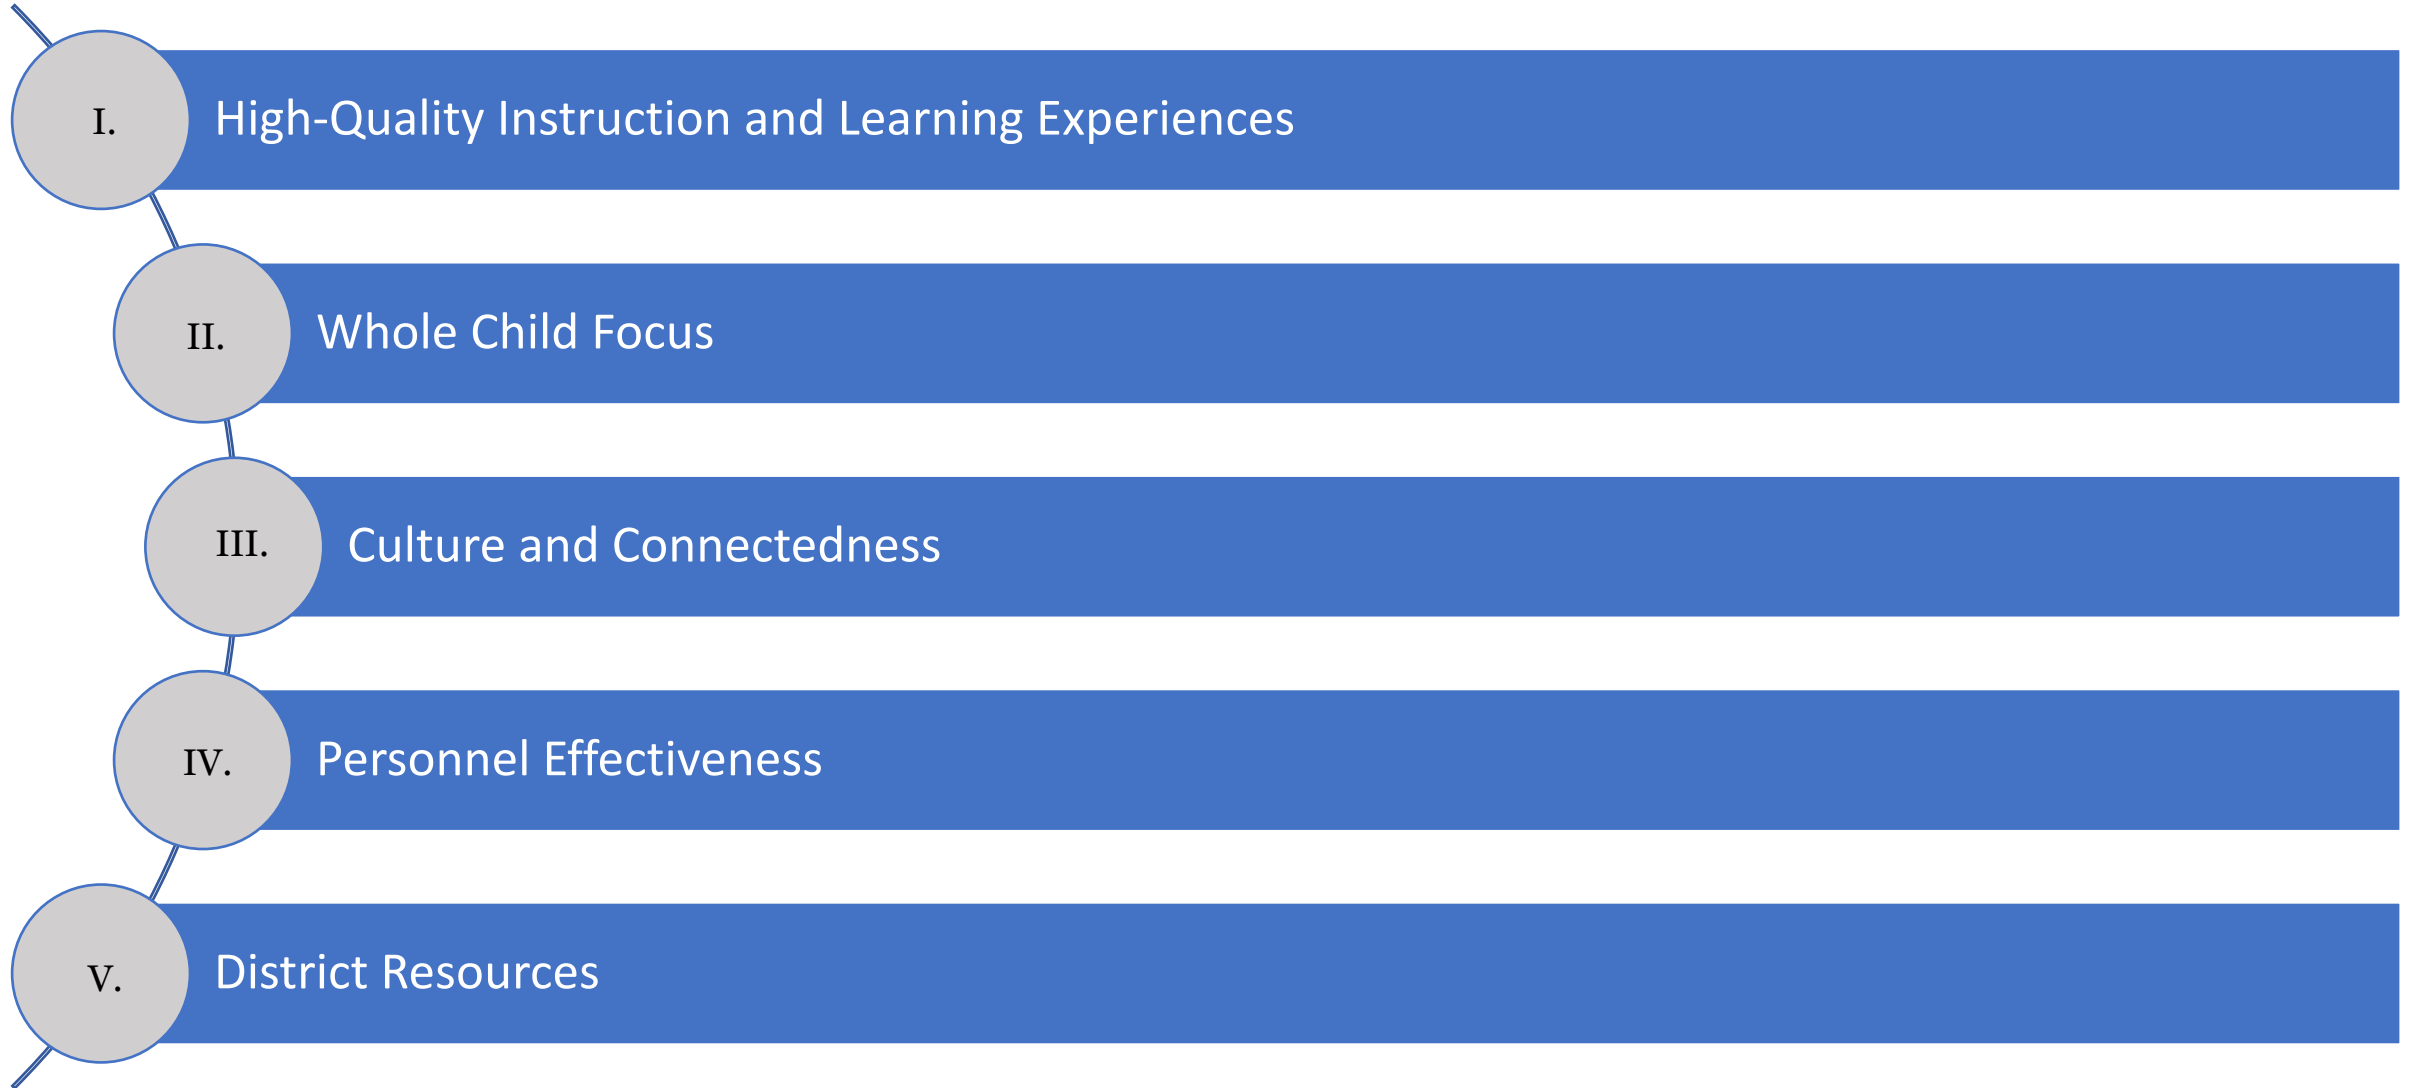 I. High-Quality Instruction and Learning Experiences
II. Whole Child Focus
III. Culture and Connectedness
IV. Personnel Effectiveness
V. District Resources